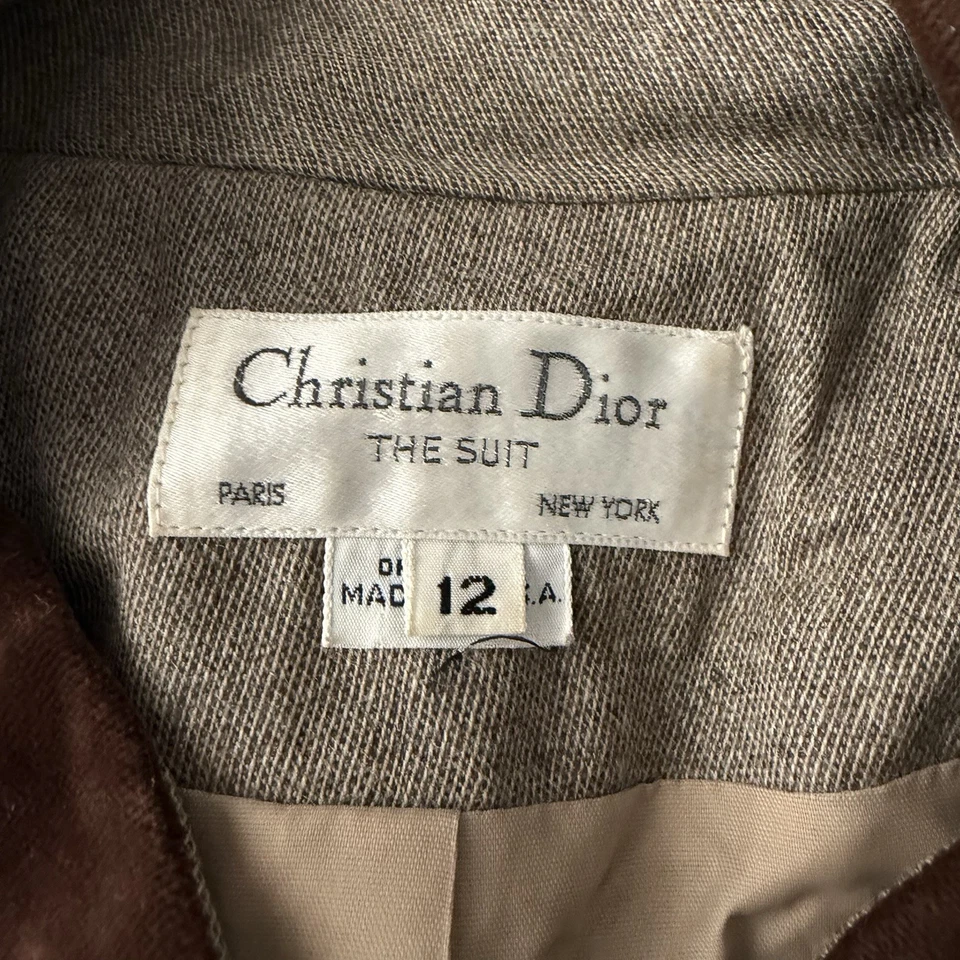 Christian Dior
THE SUIT
PARIS NEW YORK
12